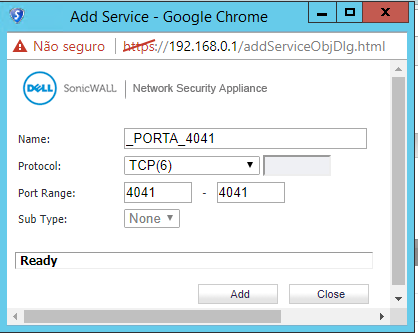 Add Service - Google Chrome
Não seguro | https://192.168.0.1/addServiceObjDlg.html
DELL SonicWALL | Network Security Appliance
Name: _PORTA_4041
Protocol: TCP(6)
Port Range: 4041 - 4041
Sub Type: None
Ready
Add Close